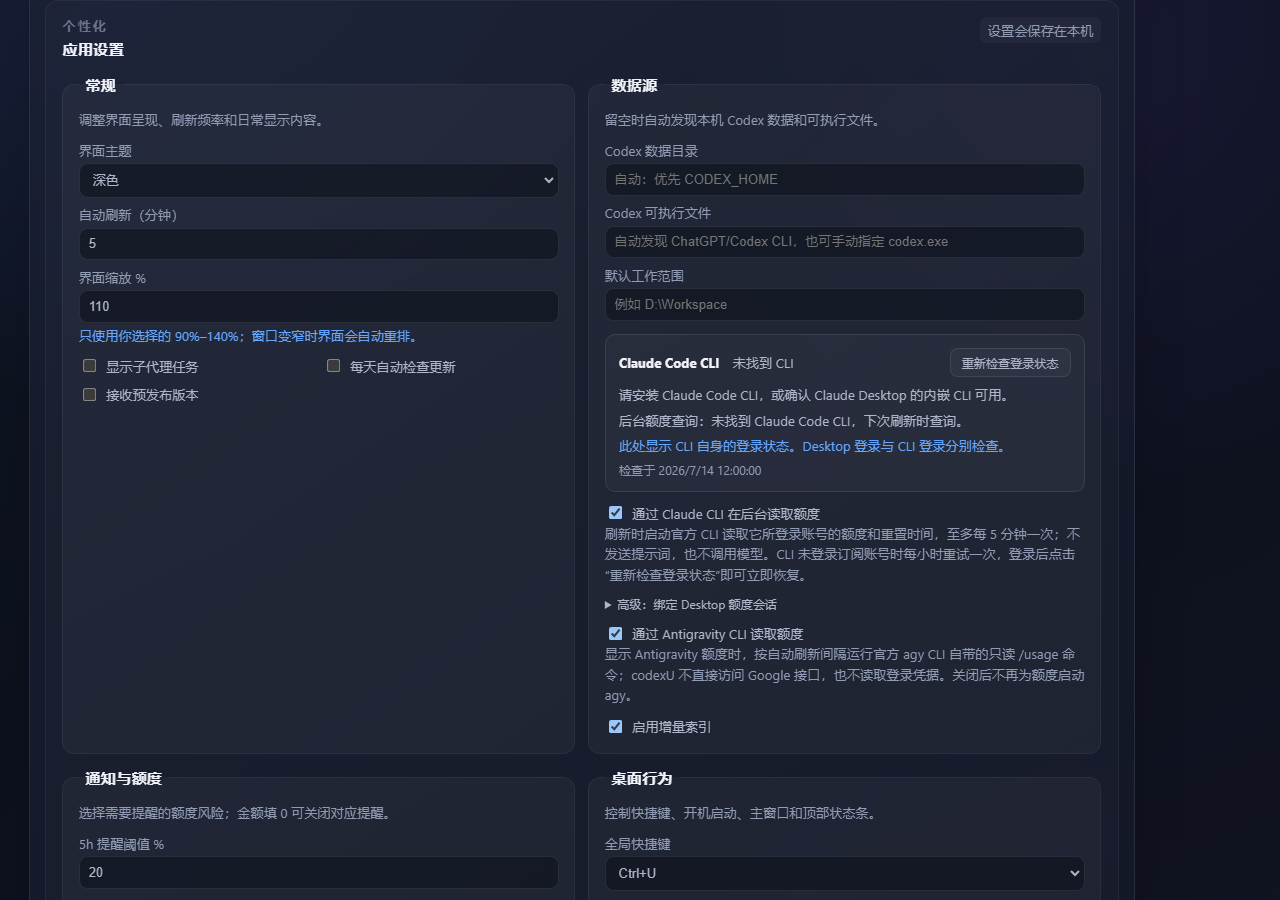 个性化
应用设置
设置会保存在本机
常规
调整界面呈现、刷新频率和日常显示内容。
界面主题
深色
自动刷新（分钟）
5
界面缩放 %
110
只使用你选择的 90%–140%；窗口变窄时界面会自动重排。
显示子代理任务
每天自动检查更新
接收预发布版本
数据源
留空时自动发现本机 Codex 数据和可执行文件。
Codex 数据目录
自动：优先 CODEX_HOME
Codex 可执行文件
自动发现 ChatGPT/Codex CLI，也可手动指定 codex.exe
默认工作范围
例如 D:\Workspace
Claude Code CLI 未找到 CLI
重新检查登录状态
请安装 Claude Code CLI，或确认 Claude Desktop 的内嵌 CLI 可用。
后台额度查询：未找到 Claude Code CLI，下次刷新时查询。
此处显示 CLI 自身的登录状态。Desktop 登录与 CLI 登录分别检查。
检查于 2026/7/14 12:00:00
通过 Claude CLI 在后台读取额度
刷新时启动官方 CLI 读取它所登录账号的额度和重置时间，至多每 5 分钟一次；不
发送提示词，也不调用模型。CLI 未登录订阅账号时每小时重试一次，登录后点击
“重新检查登录状态”即可立即恢复。
高级：绑定 Desktop 额度会话
通过 Antigravity CLI 读取额度
显示 Antigravity 额度时，按自动刷新间隔运行官方 agy CLI 自带的只读 /usage 命
令；codexU 不直接访问 Google 接口，也不读取登录凭据。关闭后不再为额度启动
agy。
启用增量索引
通知与额度
选择需要提醒的额度风险；金额填 0 可关闭对应提醒。
5h 提醒阈值 %
20
桌面行为
控制快捷键、开机启动、主窗口和顶部状态条。
全局快捷键
Ctrl+U